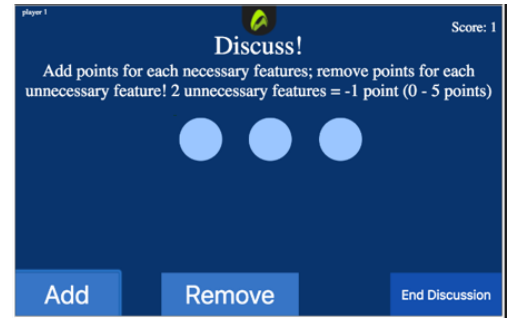 player 1
Score: 1
Discuss!
Add points for each necessary features; remove points for each
unnecessary feature! 2 unnecessary features = -1 point (0 - 5 points)
Add
Remove
End Discussion